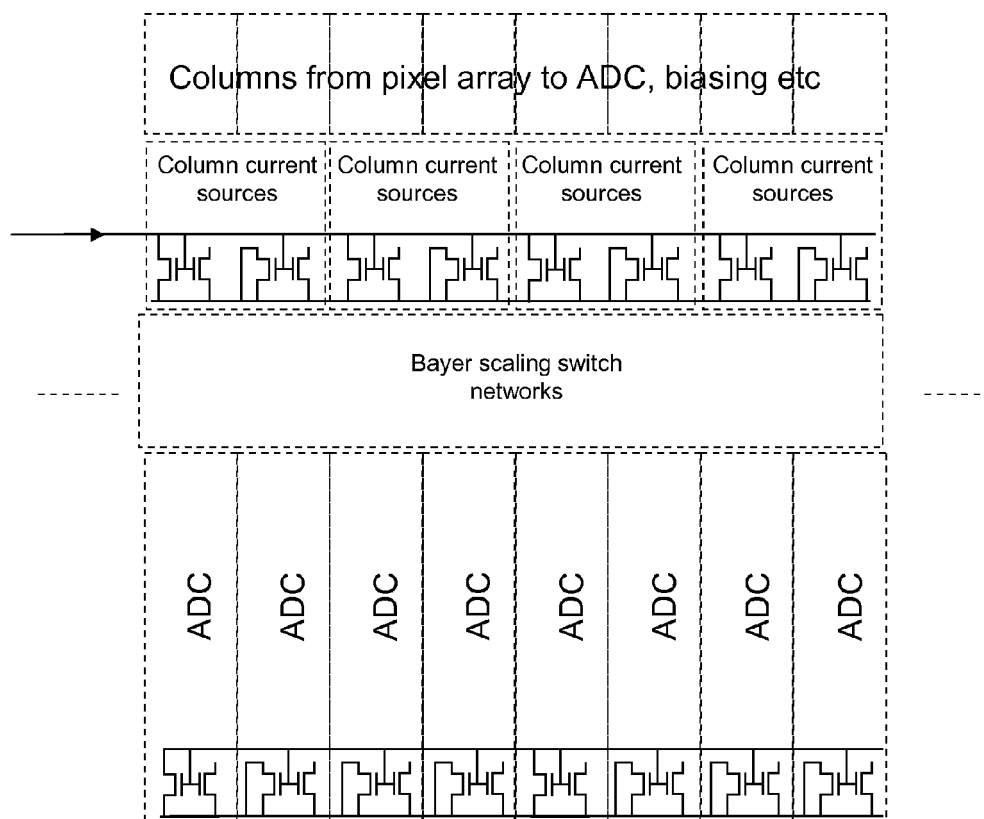 Columns from pixel array to ADC, biasing etc
Column current
sources
Column current
sources
Column current
sources
Column current
sources
Bayer scaling switch
networks
ADC
ADC
ADC
ADC
ADC
ADC
ADC
ADC